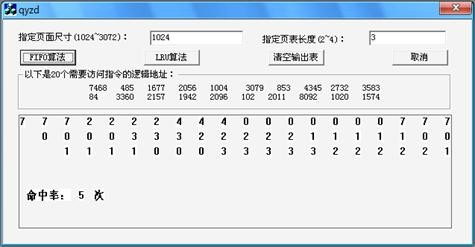 qyzd
指定页面尺寸(1024~3072): 1024 指定页表长度(2~4): 3
FIFO算法 LRU算法 清空输出表 取消
以下是20个需要访问指令的逻辑地址:
7468 485 1677 2056 1004 3079 853 4345 2732 3583
84 3360 2157 1942 2096 102 2011 8092 1020 1574
7 7 7 2 2 2 2 4 4 4 0 0 0 0 0 0 0 7 7 7
0 0 0 0 3 3 3 2 2 2 2 2 1 1 1 1 1 0 0
1 1 1 1 0 0 0 3 3 3 3 3 2 2 2 2 2 1
命中率: 5 次